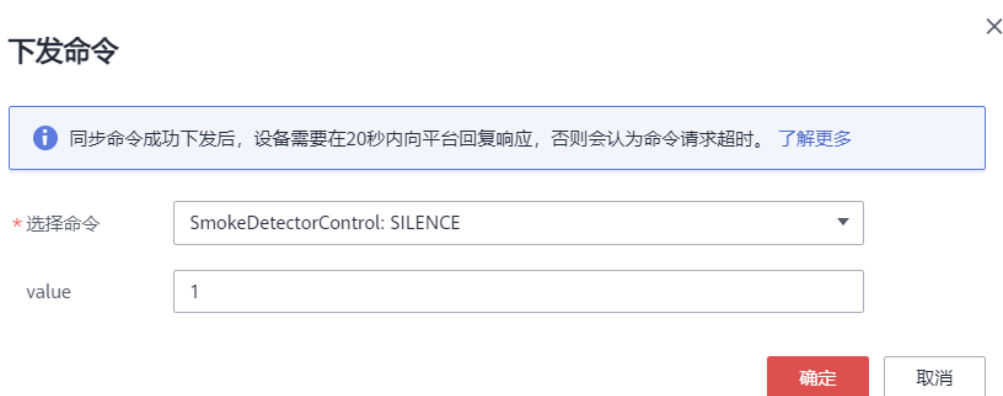 下发命令
同步命令成功下发后，设备需要在20秒内向平台回复响应，否则会认为命令请求超时。 了解更多
* 选择命令 SmokeDetectorControl: SILENCE
value 1
确定 取消